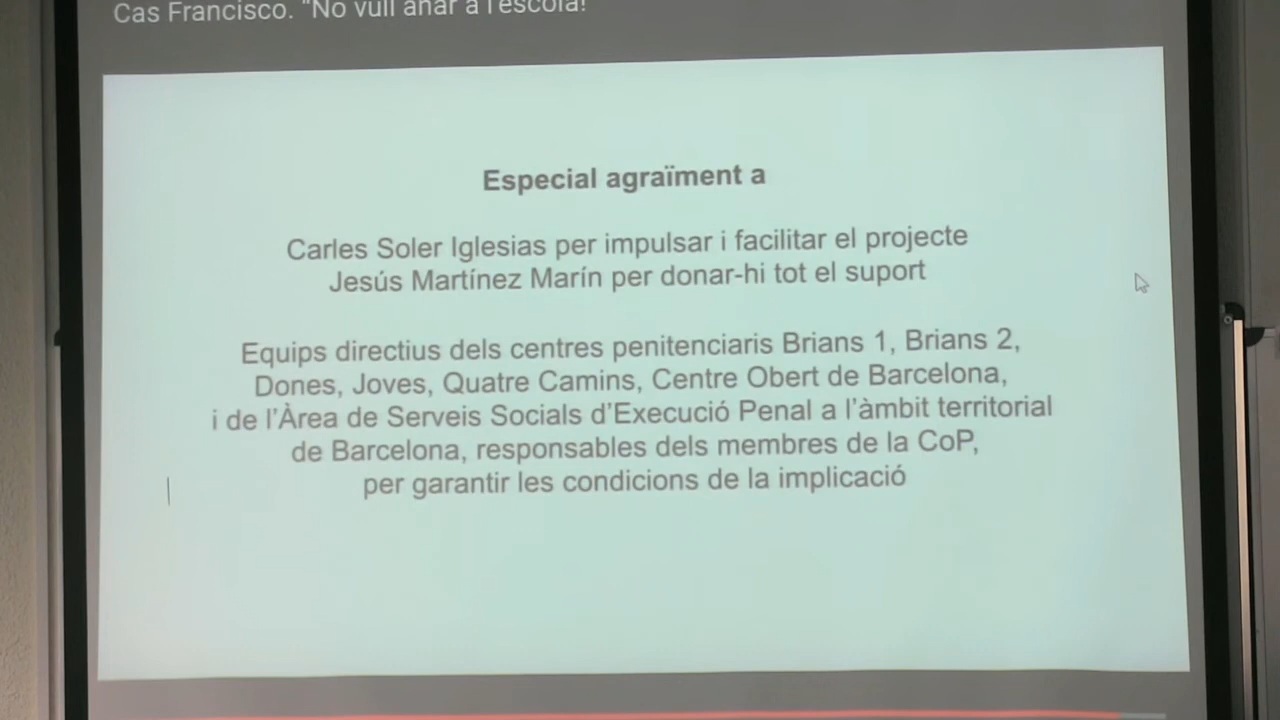 Cas Francisco. "No vull anar a l'escola!
Especial agraïment a
Carles Soler Iglesias per impulsar i facilitar el projecte
Jesús Martínez Marín per donar-hi tot el suport
Equips directius dels centres penitenciaris Brians 1, Brians 2,
Dones, Joves, Quatre Camins, Centre Obert de Barcelona,
i de l'Àrea de Serveis Socials d'Execució Penal a l'àmbit territorial
de Barcelona, responsables dels membres de la CoP,
per garantir les condicions de la implicació